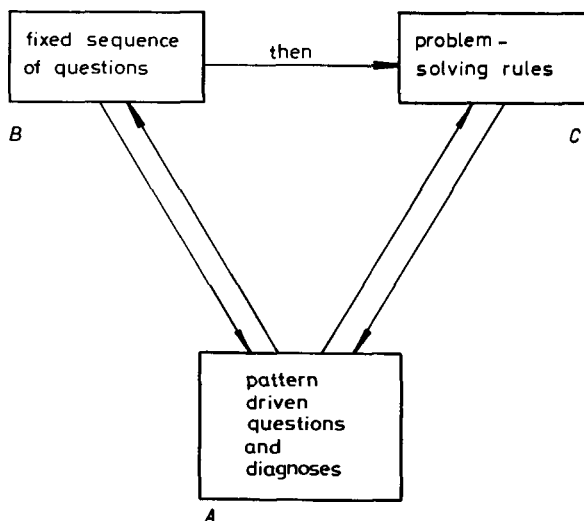 fixed sequence
of questions
then
problem -
solving rules
B
C
pattern
driven
questions
and
diagnoses
A